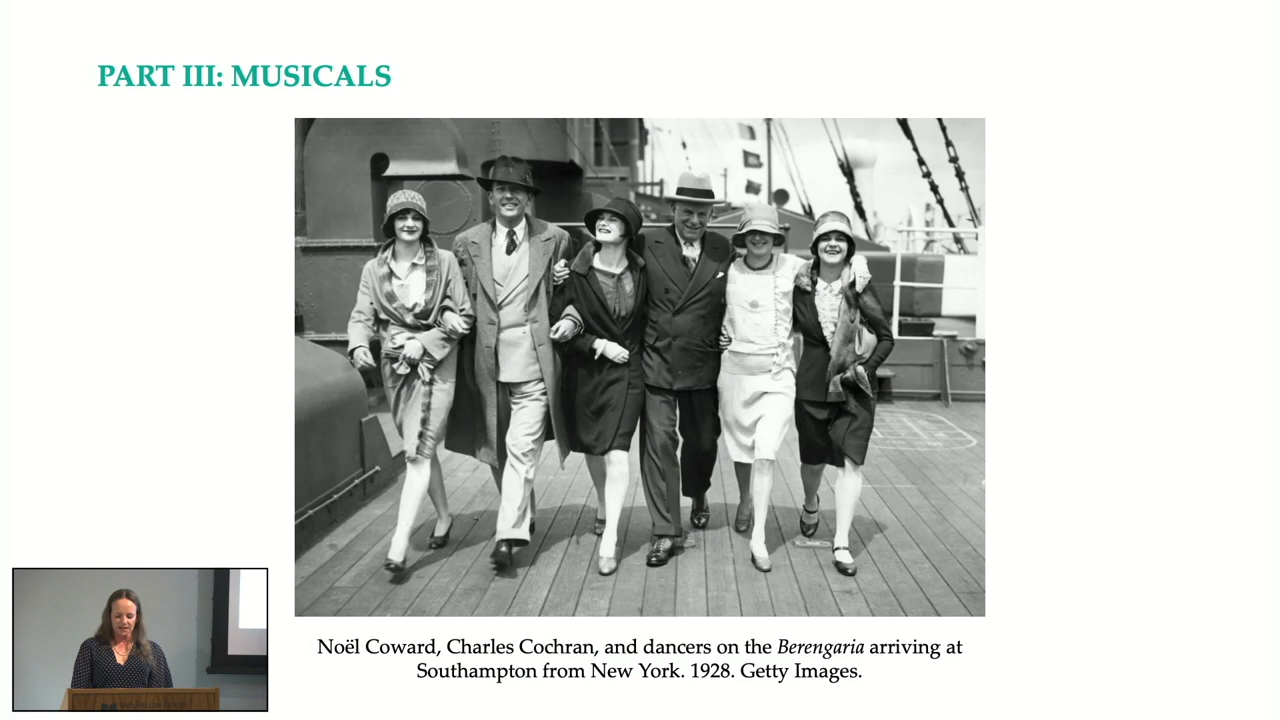 PART III: MUSICALS
Noël Coward, Charles Cochran, and dancers on the Berengaria arriving at
Southampton from New York. 1928. Getty Images.